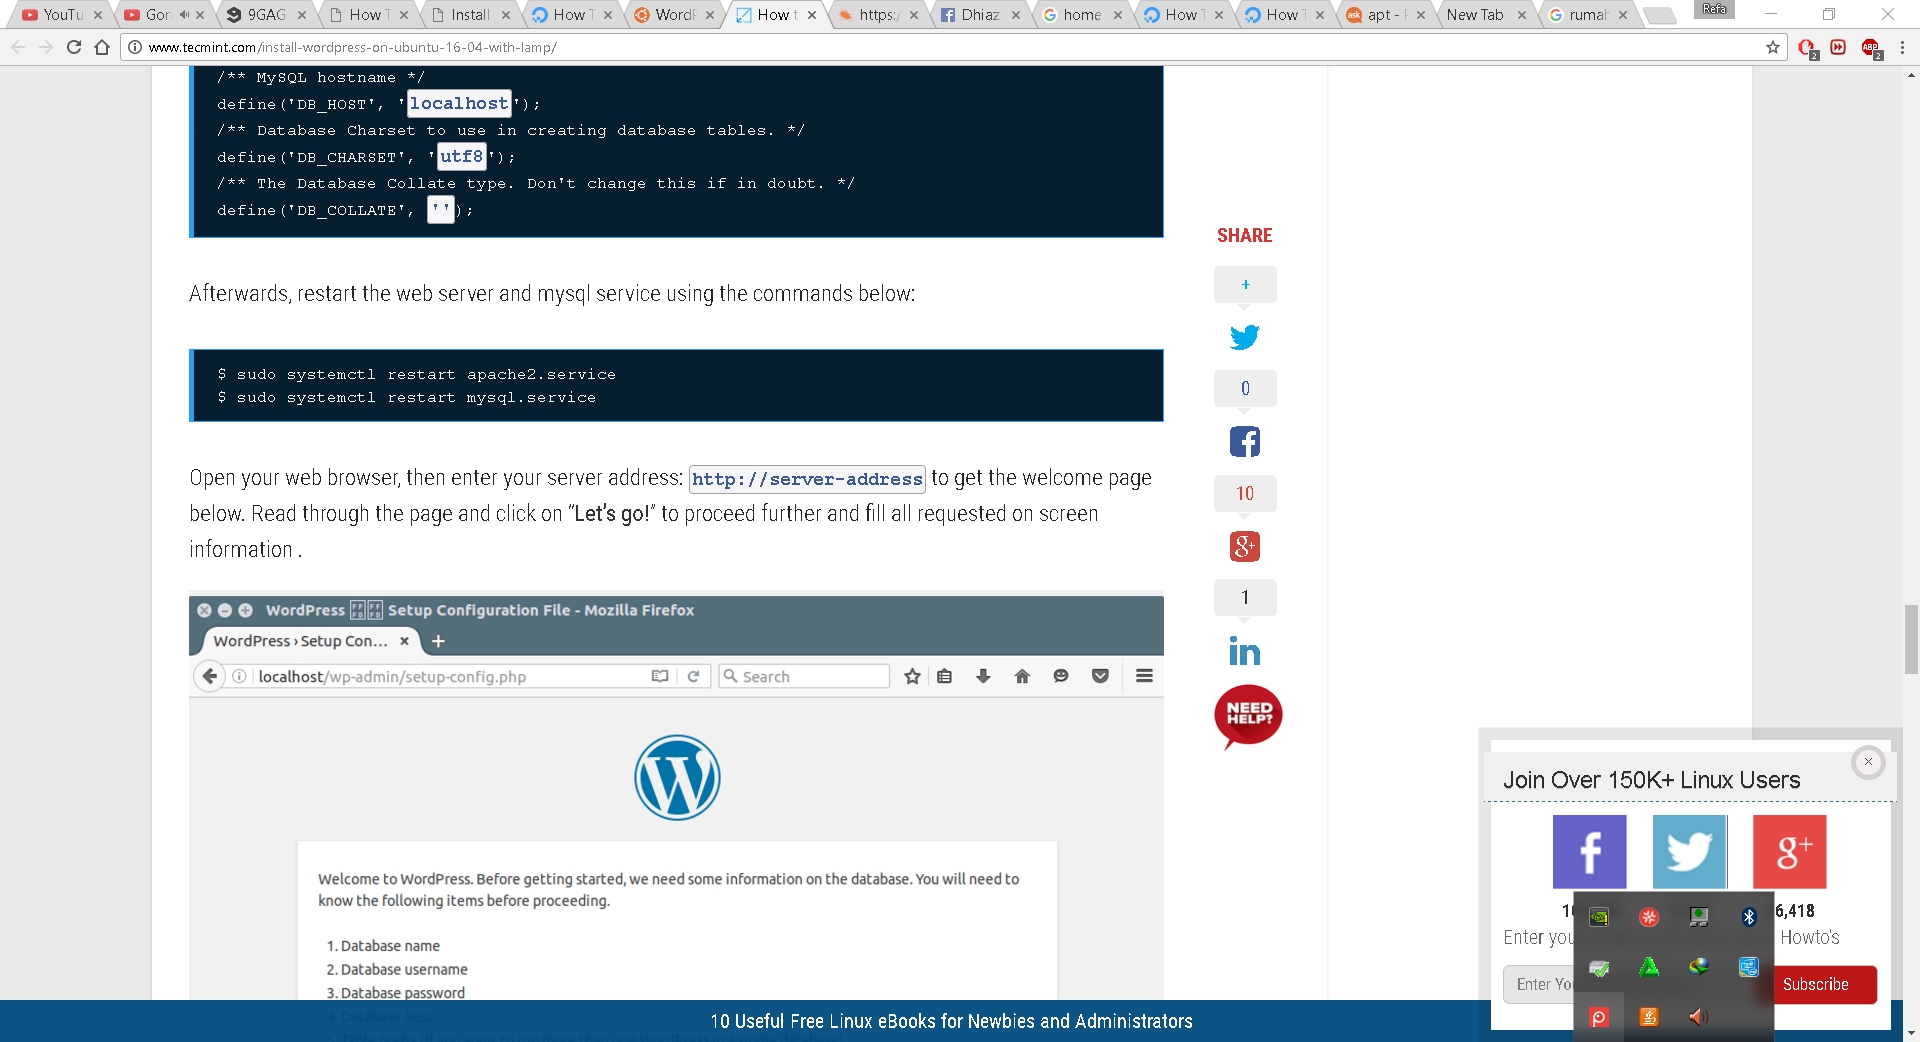 YouTu
Gor
9GAG
How T
Install
How T
WordP
How t
https:/
Dhiaz
home
How T
How T
apt -
New Tab
rumah
Refa
www.tecmint.com/install-wordpress-on-ubuntu-16-04-with-lamp/
2
ABP
2
/** MySQL hostname */
define('DB_HOST', 'localhost');
/** Database Charset to use in creating database tables. */
define('DB_CHARSET', 'utf8');
/** The Database Collate type. Don't change this if in doubt. */
define('DB_COLLATE', '');
Afterwards, restart the web server and mysql service using the commands below:
$ sudo systemctl restart apache2.service
$ sudo systemctl restart mysql.service
Open your web browser, then enter your server address: http://server-address to get the welcome page
below. Read through the page and click on “Let’s go!” to proceed further and fill all requested on screen
information .
WordPress › Setup Configuration File - Mozilla Firefox
WordPress › Setup Con...
localhost/wp-admin/setup-config.php
Search
Welcome to WordPress. Before getting started, we need some information on the database. You will need to
know the following items before proceeding.
1. Database name
2. Database username
3. Database password
4. Database host
SHARE
+
0
10
1
NEED
HELP?
Join Over 150K+ Linux Users
6,418
Enter you
Howto's
Enter Yo
Subscribe
10 Useful Free Linux eBooks for Newbies and Administrators